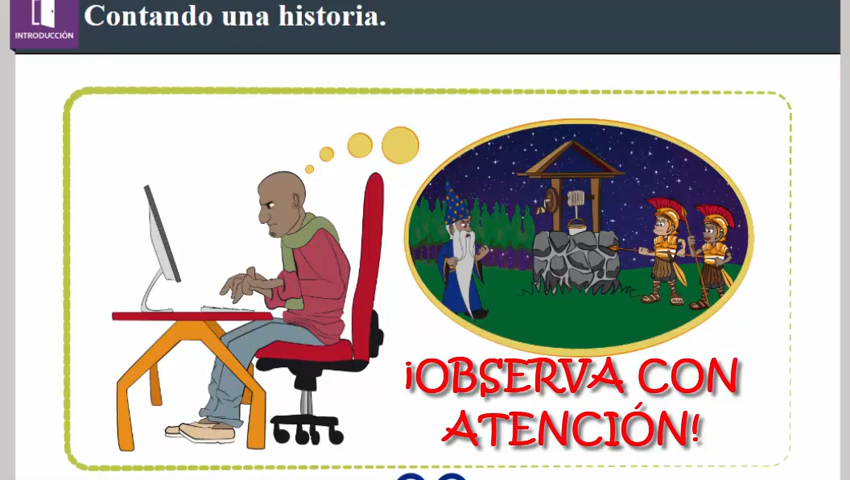 Contando una historia.
INTRODUCCIÓN
¡OBSERVA CON
ATENCIÓN!